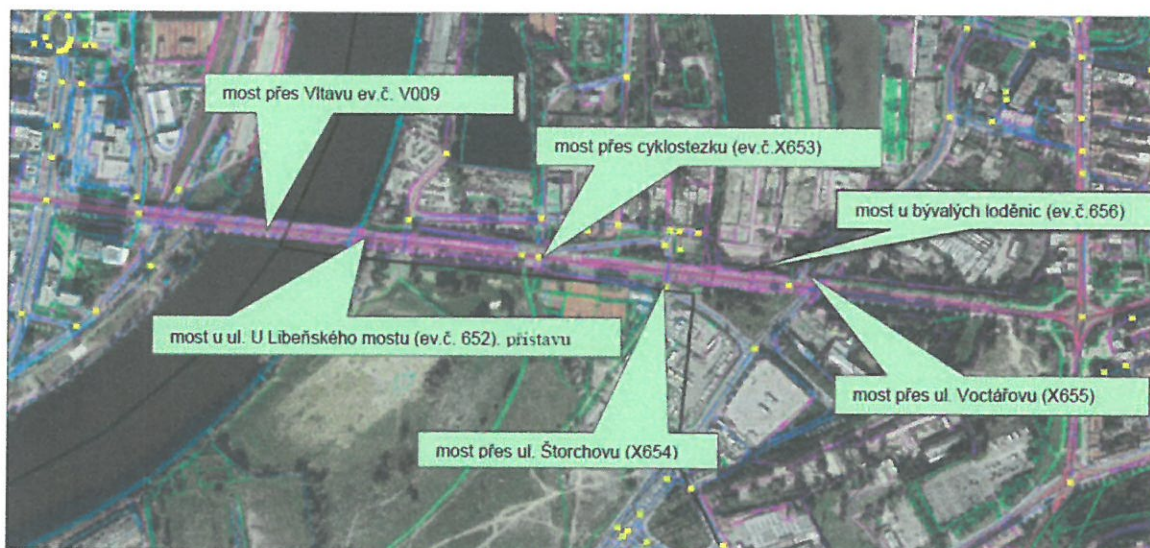 most přes Vltavu ev.č. V009
most přes cyklostezku (ev.č.X653)
most u bývalých loděnic (ev.č.656)
most u ul. U Libeňského mostu (ev.č. 652). přístavu
most přes ul. Voctářovu (X655)
most přes ul. Štorchovu (X654)